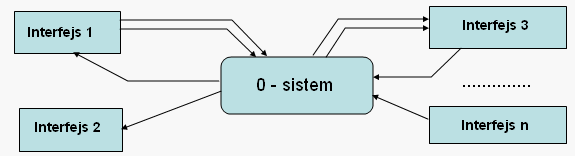 Interfejs 1
Interfejs 3
0 - sistem
.............
Interfejs 2
Interfejs n